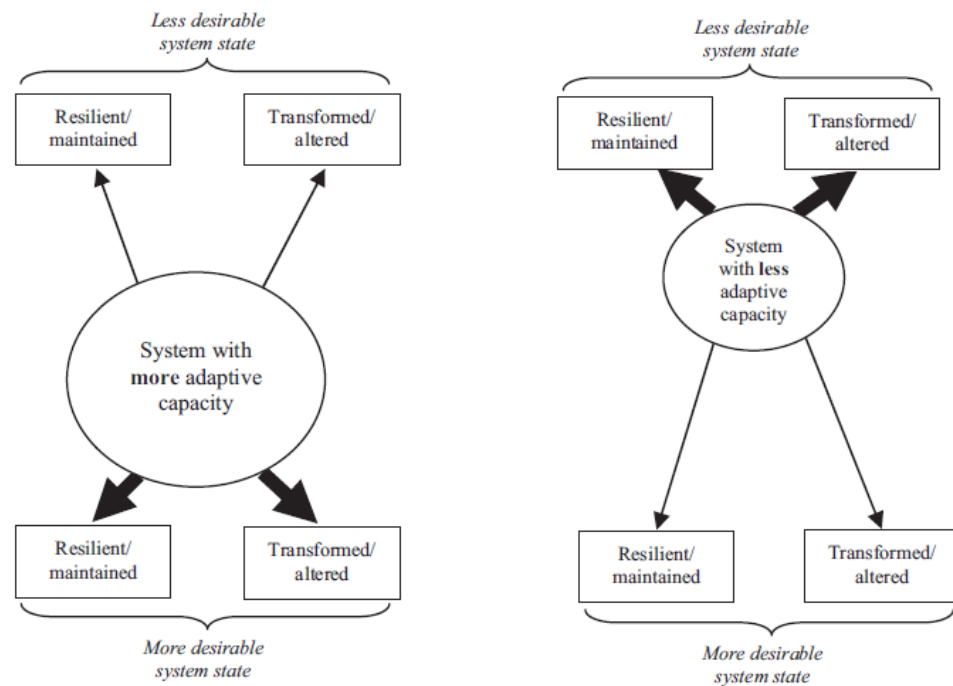 Less desirable
system state
Resilient/
maintained
Transformed/
altered
System with
more adaptive
capacity
Resilient/
maintained
Transformed/
altered
More desirable
system state
Less desirable
system state
Resilient/
maintained
Transformed/
altered
System
with less
adaptive
capacity
Resilient/
maintained
Transformed/
altered
More desirable
system state